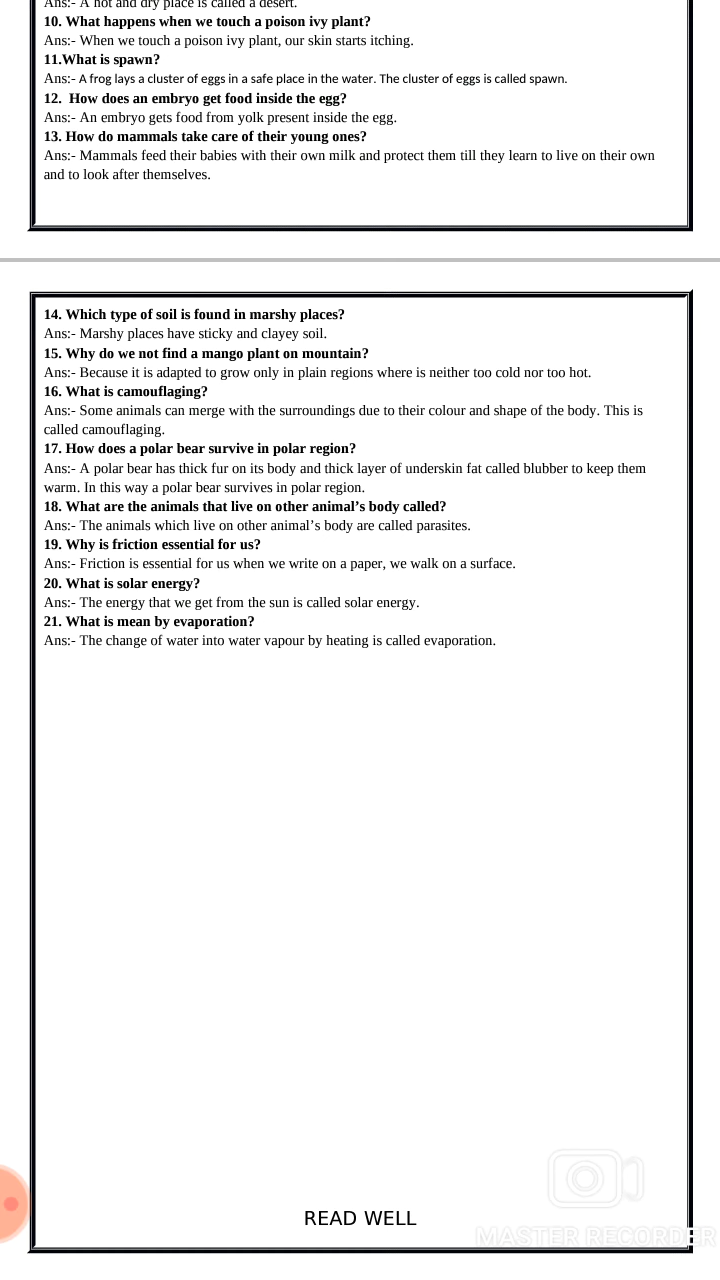 Ans:- A hot and dry place is called a desert.
10. What happens when we touch a poison ivy plant?
Ans:- When we touch a poison ivy plant, our skin starts itching.
11.What is spawn?
Ans:- A frog lays a cluster of eggs in a safe place in the water. The cluster of eggs is called spawn.
12.  How does an embryo get food inside the egg?
Ans:- An embryo gets food from yolk present inside the egg.
13. How do mammals take care of their young ones?
Ans:- Mammals feed their babies with their own milk and protect them till they learn to live on their own
and to look after themselves.
14. Which type of soil is found in marshy places?
Ans:- Marshy places have sticky and clayey soil.
15. Why do we not find a mango plant on mountain?
Ans:- Because it is adapted to grow only in plain regions where is neither too cold nor too hot.
16. What is camouflaging?
Ans:- Some animals can merge with the surroundings due to their colour and shape of the body. This is
called camouflaging.
17. How does a polar bear survive in polar region?
Ans:- A polar bear has thick fur on its body and thick layer of underskin fat called blubber to keep them
warm. In this way a polar bear survives in polar region.
18. What are the animals that live on other animal’s body called?
Ans:- The animals which live on other animal’s body are called parasites.
19. Why is friction essential for us?
Ans:- Friction is essential for us when we write on a paper, we walk on a surface.
20. What is solar energy?
Ans:- The energy that we get from the sun is called solar energy.
21. What is mean by evaporation?
Ans:- The change of water into water vapour by heating is called evaporation.
READ WELL
MASTER RECORDER